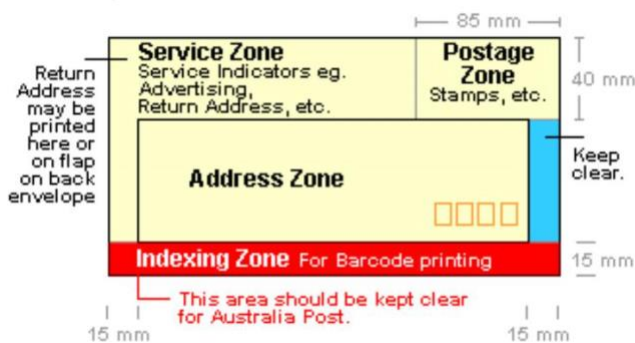 85 mm
Service Zone
Service Indicators eg.
Advertising,
Return Address, etc.
Postage
Zone
Stamps, etc.
40 mm
Return
Address
may be
printed
here or
on flap
on back
envelope
Address Zone
Keep
clear.
Indexing Zone For Barcode printing
15 mm
This area should be kept clear
for Australia Post.
15 mm
15 mm